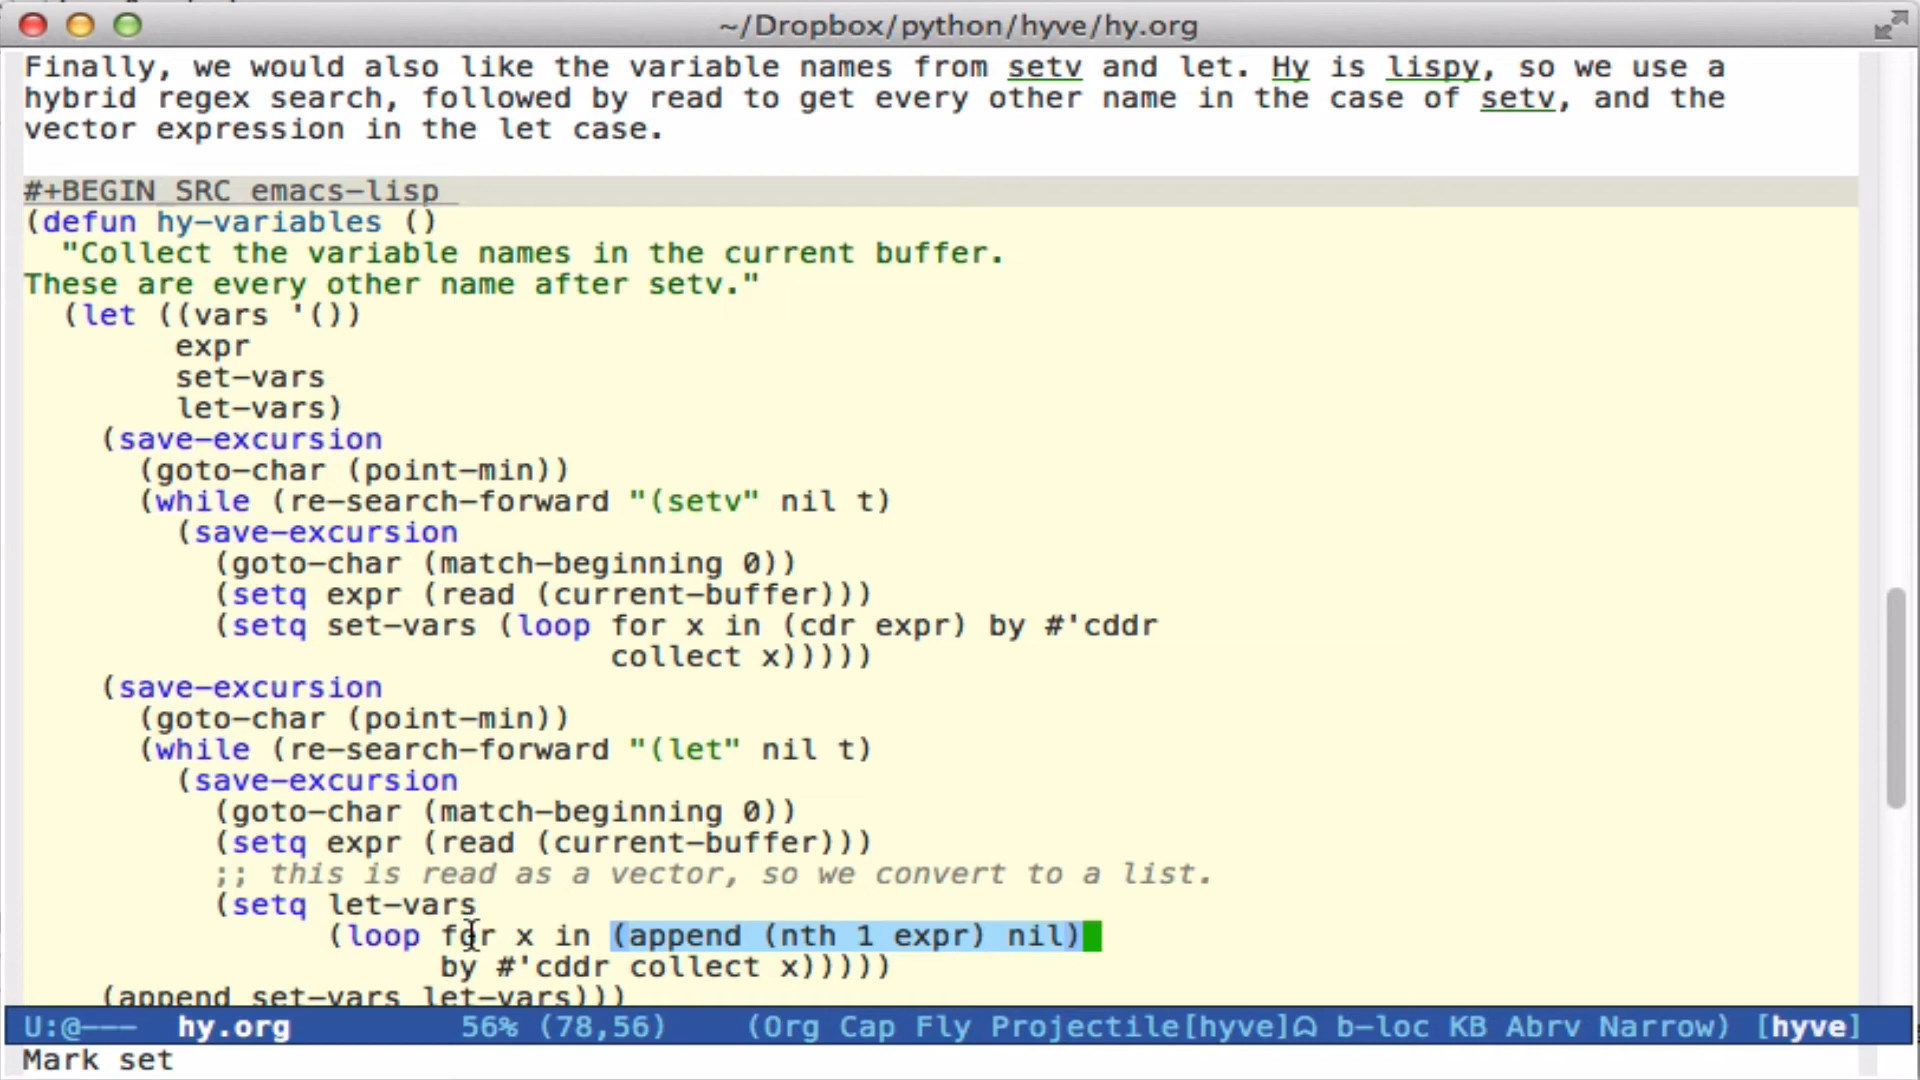 ~/Dropbox/python/hyve/hy.org
Finally, we would also like the variable names from setv and let. Hy is lispy, so we use a
hybrid regex search, followed by read to get every other name in the case of setv, and the
vector expression in the let case.
#+BEGIN_SRC emacs-lisp
(defun hy-variables ()
  "Collect the variable names in the current buffer.
These are every other name after setv."
  (let ((vars '())
        expr
        set-vars
        let-vars)
    (save-excursion
      (goto-char (point-min))
      (while (re-search-forward "(setv" nil t)
        (save-excursion
          (goto-char (match-beginning 0))
          (setq expr (read (current-buffer)))
          (setq set-vars (loop for x in (cdr expr) by #'cddr
                               collect x)))))
    (save-excursion
      (goto-char (point-min))
      (while (re-search-forward "(let" nil t)
        (save-excursion
          (goto-char (match-beginning 0))
          (setq expr (read (current-buffer)))
          ;; this is read as a vector, so we convert to a list.
          (setq let-vars
                (loop for x in (append (nth 1 expr) nil)
                      by #'cddr collect x)))))
    (append set-vars let-vars)))
U:@--- hy.org 56% (78,56) (Org Cap Fly Projectile[hyve] b-loc KB Abrv Narrow) [hyve]
Mark set